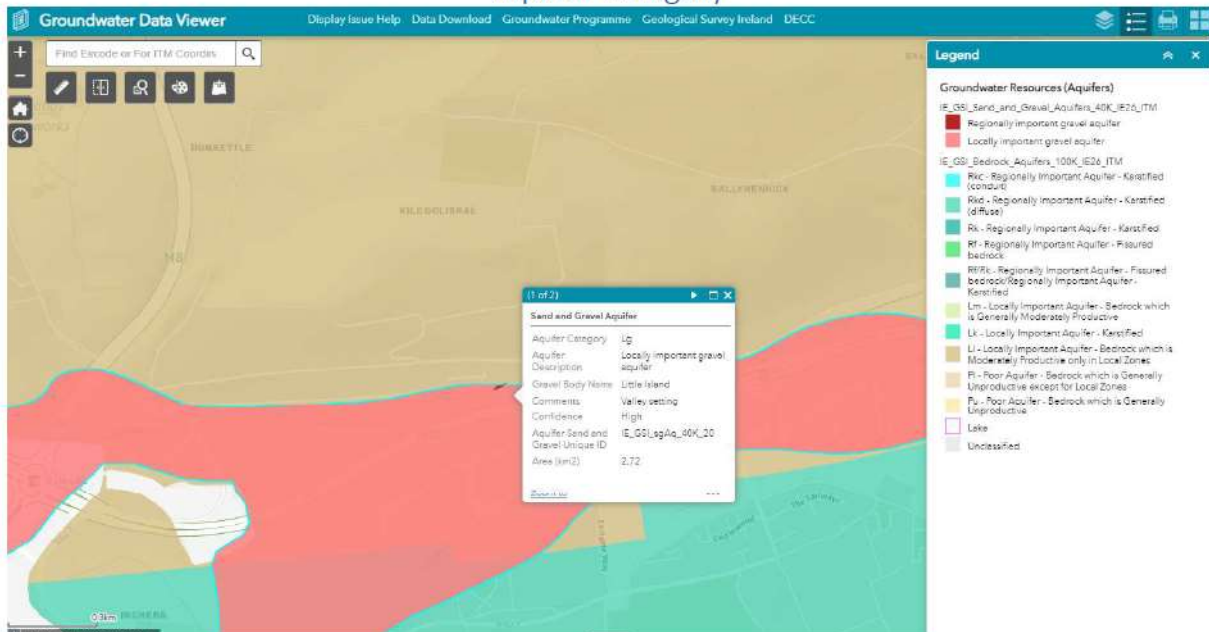 Groundwater Data Viewer
Display Issue Help Data Download Groundwater Programme Geological Survey Ireland DECC
Legend
Groundwater Resources (Aquifers)
IE_GSI_Sand_and_Gravel_Aquifers_40K_IE26_ITM
Regionally important gravel aquifer
Locally important gravel aquifer
IE_GSI_Bedrock_Aquifers_100K_IE26_ITM
Rkc - Regionally Important Aquifer - Karstified
(conduit)
Rkd - Regionally Important Aquifer - Karstified
(diffuse)
Rk - Regionally Important Aquifer - Karstified
Rf - Regionally Important Aquifer - Fissured
bedrock
Rf/Rk - Regionally Important Aquifer - Fissured
bedrock/Regionally Important Aquifer -
Karstified
Lm - Locally Important Aquifer - Bedrock which
is Generally Moderately Productive
Lk - Locally Important Aquifer - Karstified
Ll - Locally Important Aquifer - Bedrock which is
Moderately Productive only in Local Zones
Pl - Poor Aquifer - Bedrock which is Generally
Unproductive except for Local Zones
Pu - Poor Aquifer - Bedrock which is Generally
Unproductive
Lake
Unclassified
DUNKETTLE
BALLYHENNICK
M8
(1 of 2)
Sand and Gravel Aquifer
Aquifer Category Lg
Aquifer Description Locally important gravel aquifer
Gravel Body Name Little Island
Comments Valley setting
Confidence High
Aquifer Sand and Gravel Unique ID IE_GSI_sgAq_40K_20
Area (km2) 2.72
Zoom to
0.3km